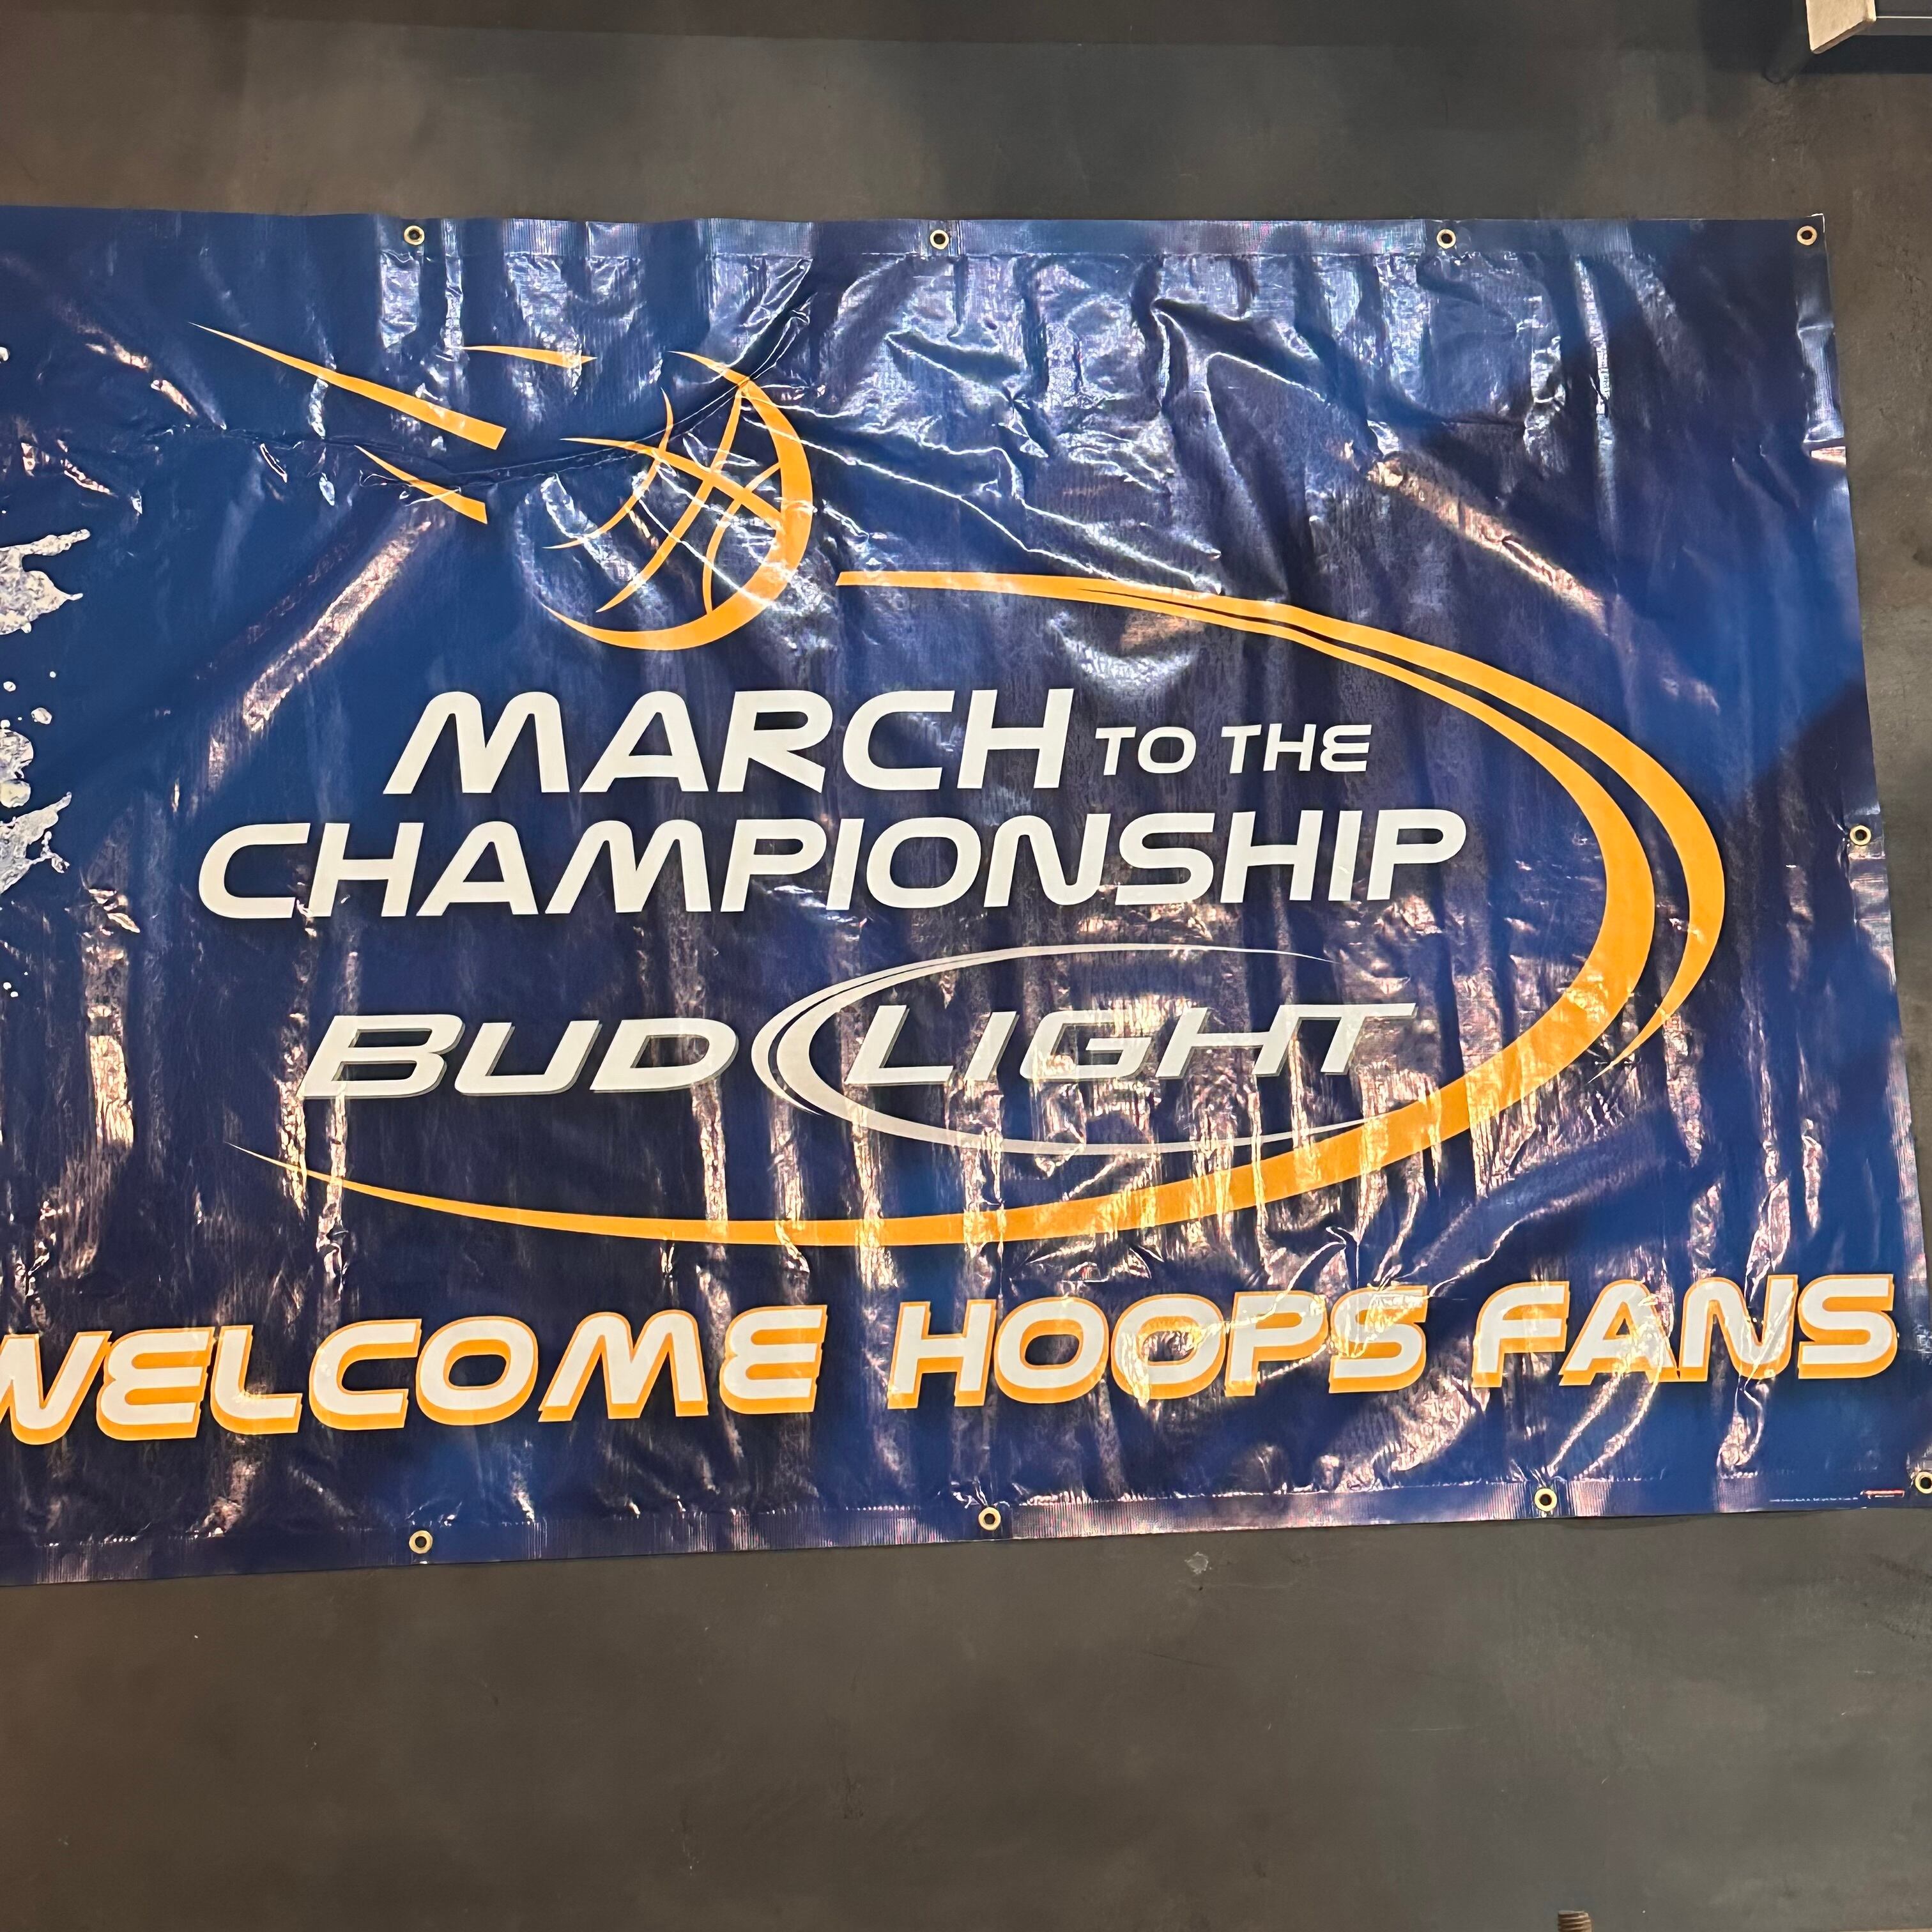 MARCH TO THE
CHAMPIONSHIP
BUD LIGHT
WELCOME HOOPS FANS